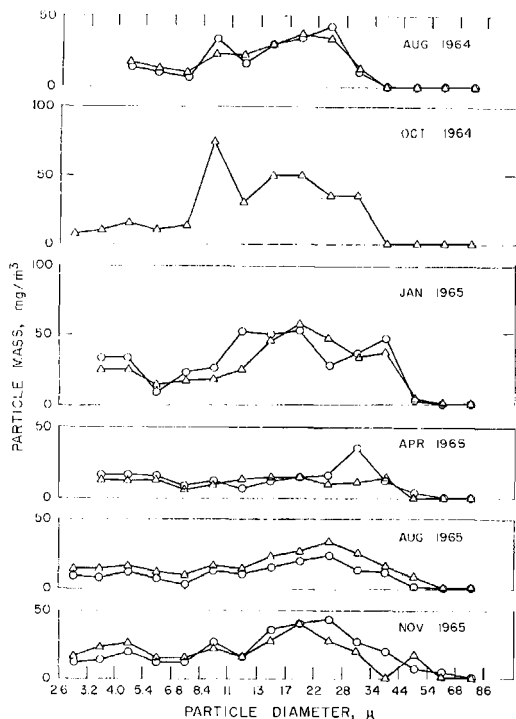 50
0
AUG 1964
100
50
0
OCT 1964
100
50
0
JAN 1965
50
0
APR 1965
50
0
AUG 1965
50
0
NOV 1965
PARTICLE MASS, mg/m³
2.6 3.2 4.0 5.4 6.8 8.4 11 13 17 22 28 34 44 54 68 86
PARTICLE DIAMETER, μ